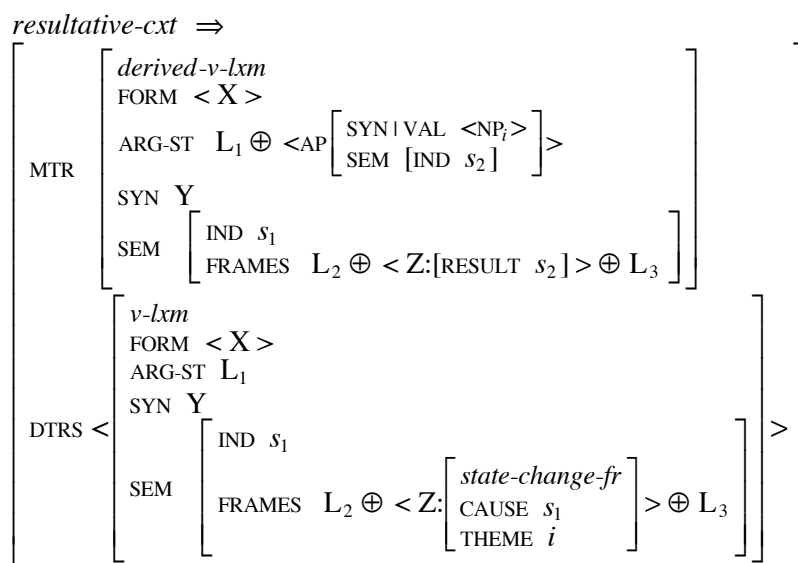 resultative-cxt ⇒
derived-v-lxm
FORM < X >
ARG-ST L₁ ⊕ <AP [ SYN | VAL <NPᵢ>
SEM [IND s₂] ]>
MTR
SYN Y
SEM [ IND s₁
FRAMES L₂ ⊕ < Z:[RESULT s₂] > ⊕ L₃ ]
v-lxm
FORM < X >
ARG-ST L₁
SYN Y
DTRS < >
IND s₁
SEM
state-change-fr
FRAMES L₂ ⊕ < Z: [ CAUSE s₁ ] > ⊕ L₃
THEME i